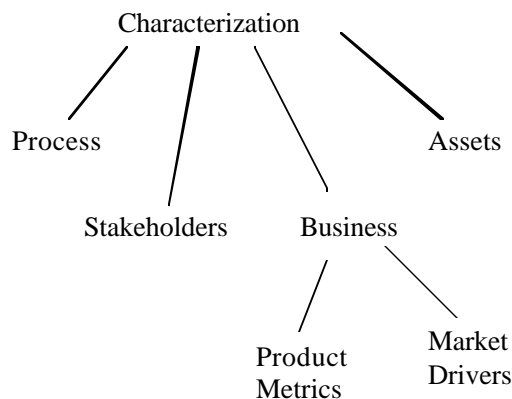 Characterization
Process
Assets
Stakeholders
Business
Product
Metrics
Market
Drivers